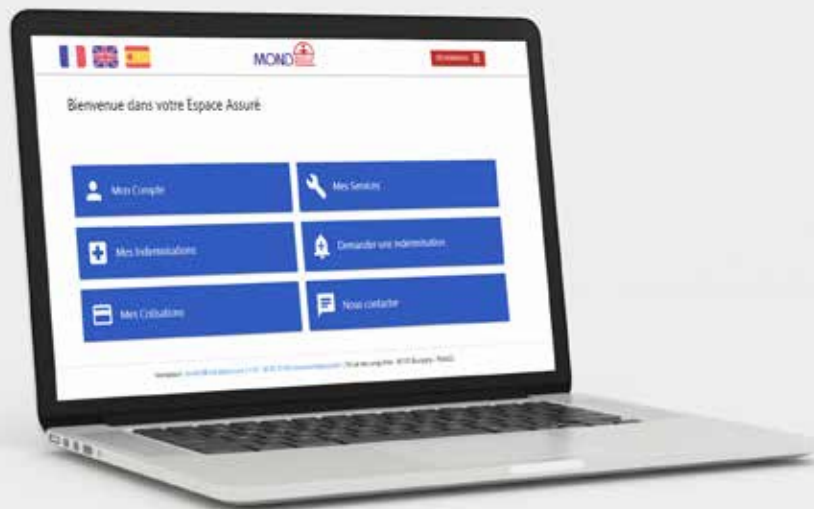 MOND
Bienvenue dans votre Espace Assuré
Mon Compte
Mes Services
Mes Indemnisations
Demander une indemnisation
Mes Cotisations
Nous contacter